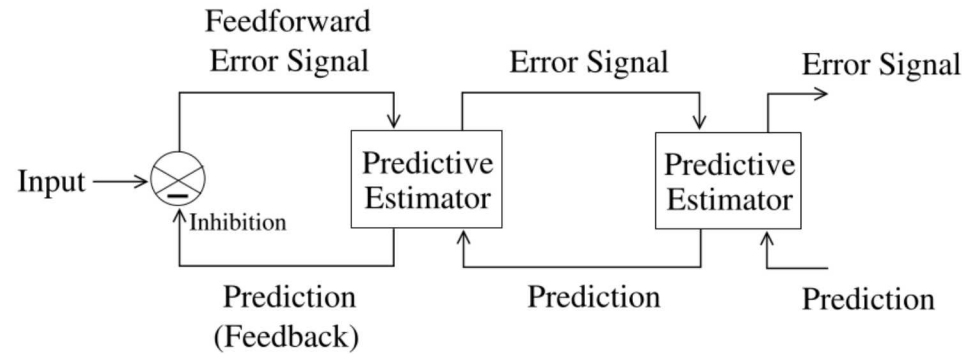 Feedforward
Error Signal
Error Signal
Error Signal
Input
Predictive
Estimator
Predictive
Estimator
Inhibition
Prediction
(Feedback)
Prediction
Prediction